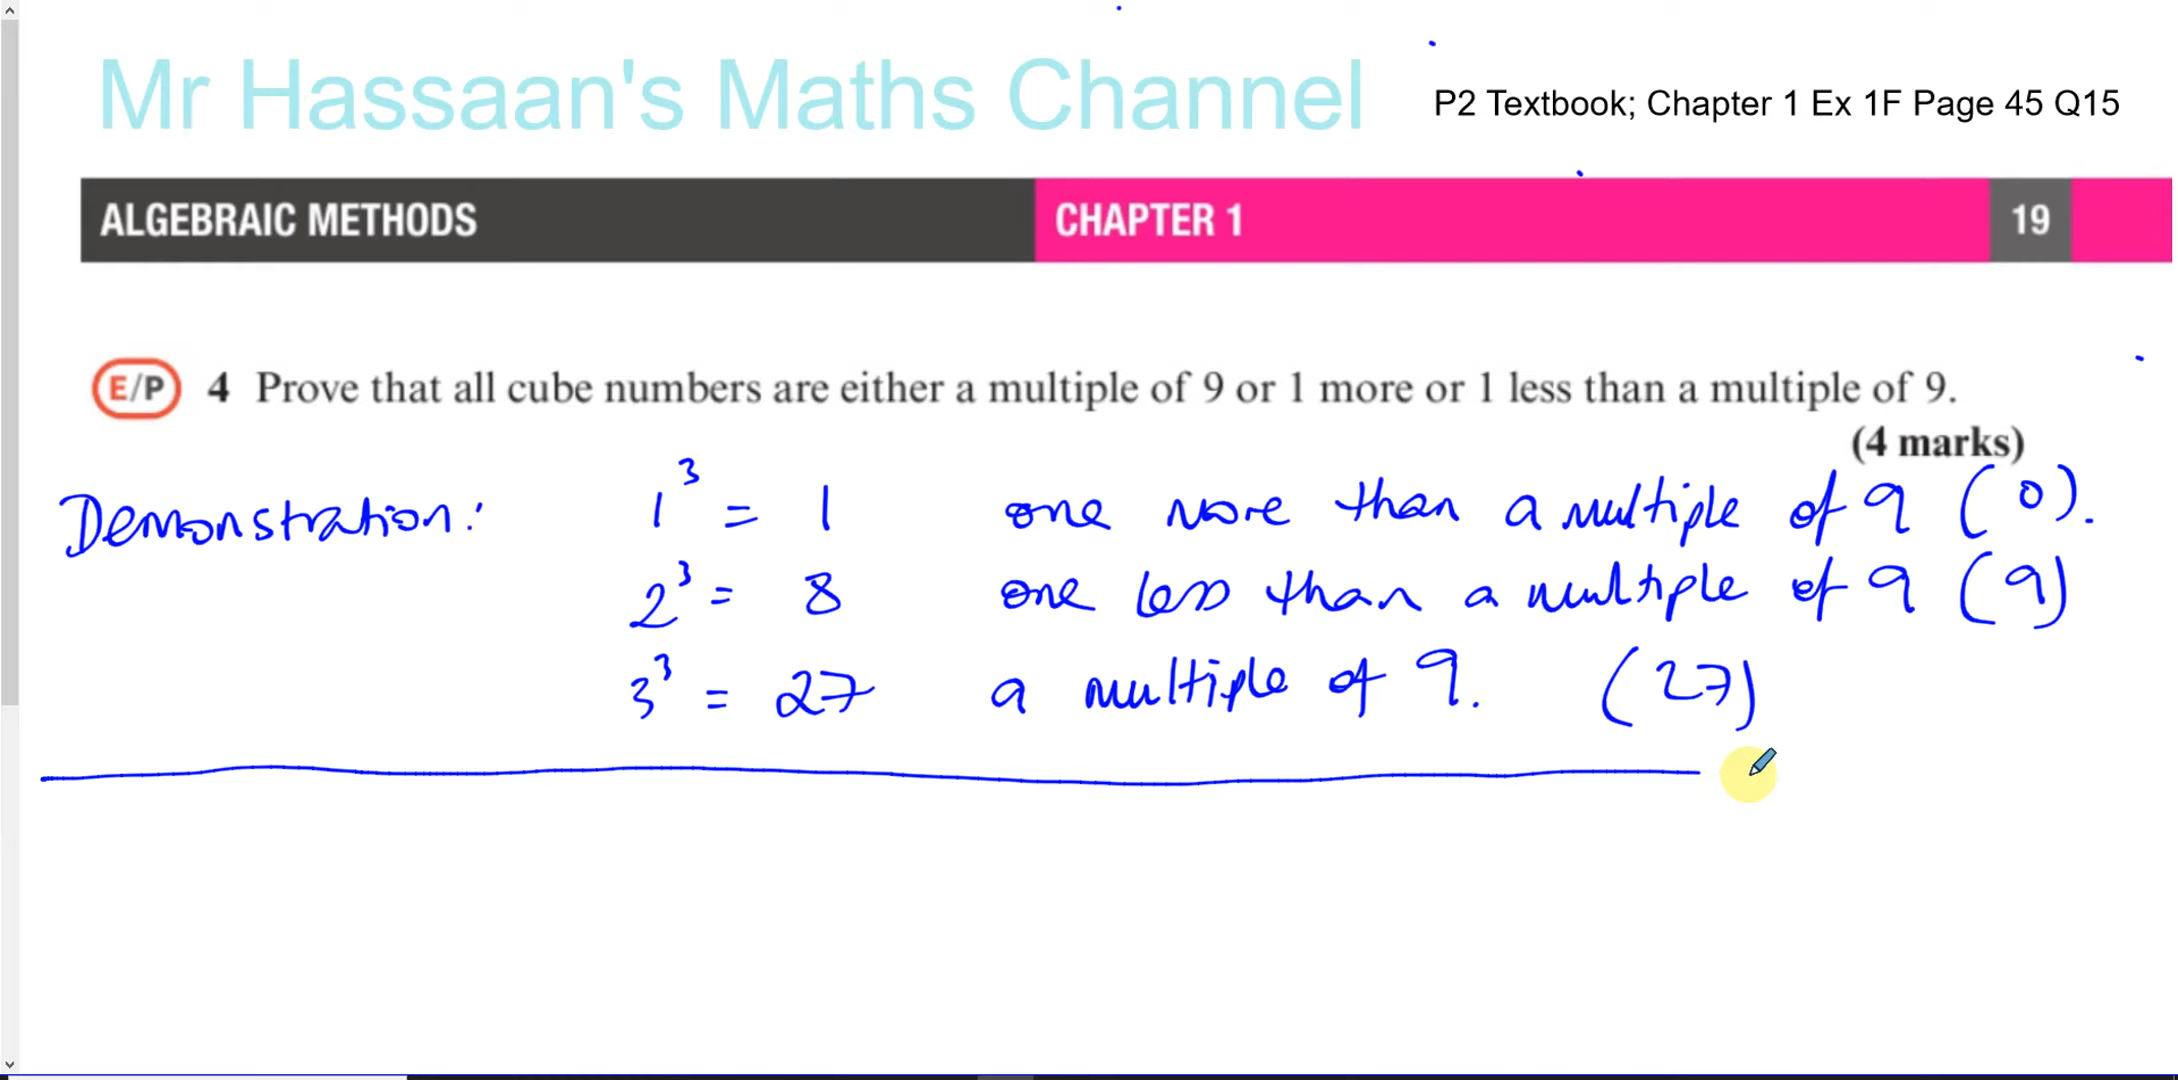 Mr Hassaan's Maths Channel
P2 Textbook; Chapter 1 Ex 1F Page 45 Q15
ALGEBRAIC METHODS CHAPTER 1 19
E/P 4 Prove that all cube numbers are either a multiple of 9 or 1 more or 1 less than a multiple of 9.
(4 marks)
Demonstration: 1³ = 1 one more than a multiple of 9 (0).
2³ = 8 one less than a multiple of 9 (9)
3³ = 27 a multiple of 9. (27)